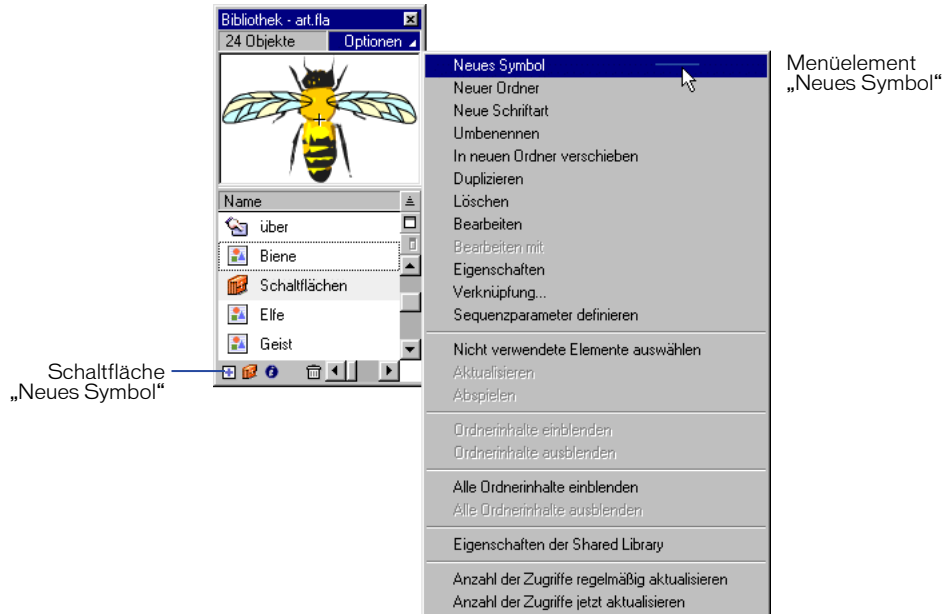 Bibliothek - art.fla
24 Objekte Optionen
Name
über
Biene
Schaltflächen
Elfe
Geist
Schaltfläche
„Neues Symbol“
Neues Symbol
Neuer Ordner
Neue Schriftart
Umbenennen
In neuen Ordner verschieben
Duplizieren
Löschen
Bearbeiten
Bearbeiten mit
Eigenschaften
Verknüpfung...
Sequenzparameter definieren
Nicht verwendete Elemente auswählen
Aktualisieren
Abspielen
Ordnerinhalte einblenden
Ordnerinhalte ausblenden
Alle Ordnerinhalte einblenden
Alle Ordnerinhalte ausblenden
Eigenschaften der Shared Library
Anzahl der Zugriffe regelmäßig aktualisieren
Anzahl der Zugriffe jetzt aktualisieren
Menüelement
„Neues Symbol“